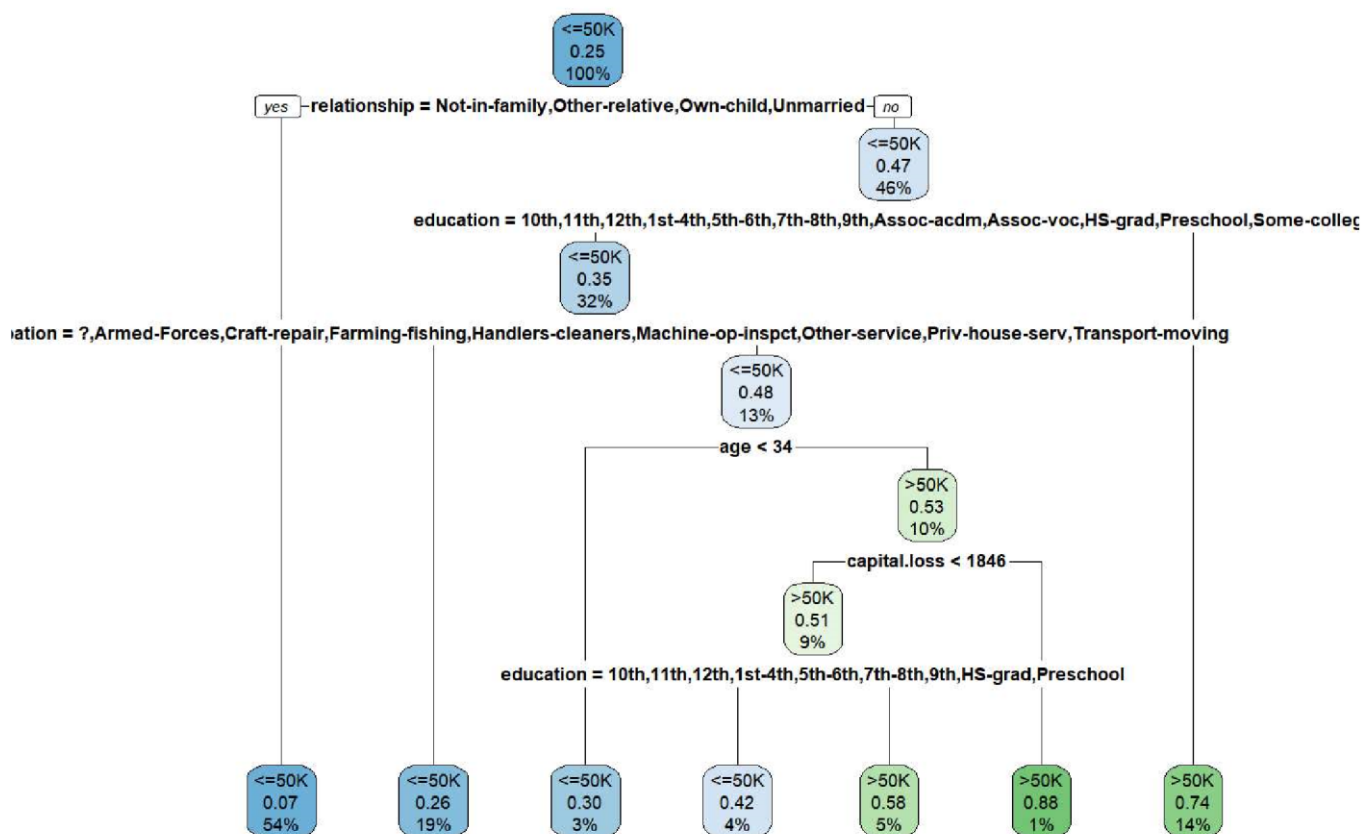 <=50K
0.25
100%
yes relationship = Not-in-family,Other-relative,Own-child,Unmarried no
<=50K
0.47
46%
education = 10th,11th,12th,1st-4th,5th-6th,7th-8th,9th,Assoc-acdm,Assoc-voc,HS-grad,Preschool,Some-colleg
<=50K
0.35
32%
pation = ?,Armed-Forces,Craft-repair,Farming-fishing,Handlers-cleaners,Machine-op-inspct,Other-service,Priv-house-serv,Transport-moving
<=50K
0.48
13%
age < 34
>50K
0.53
10%
capital.loss < 1846
>50K
0.51
9%
education = 10th,11th,12th,1st-4th,5th-6th,7th-8th,9th,HS-grad,Preschool
<=50K <=50K <=50K <=50K >50K >50K >50K
0.07 0.26 0.30 0.42 0.58 0.88 0.74
54% 19% 3% 4% 5% 1% 14%